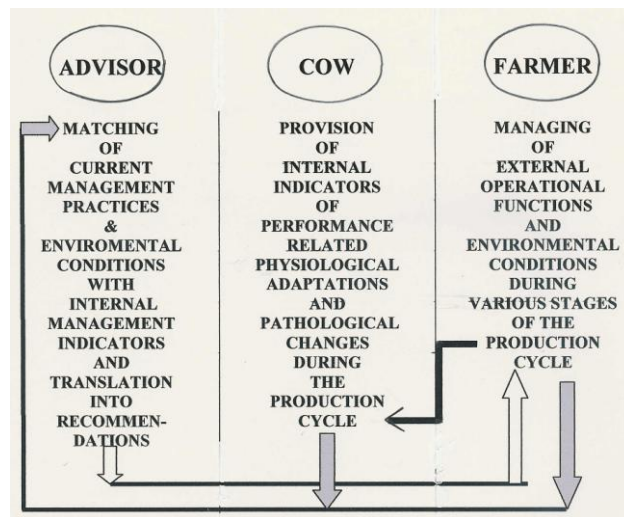 ADVISOR
MATCHING
OF
CURRENT
MANAGEMENT
PRACTICES
&
ENVIROMENTAL
CONDITIONS
WITH
INTERNAL
MANAGEMENT
INDICATORS
AND
TRANSLATION
INTO
RECOMMEN-
DATIONS
COW
PROVISION
OF
INTERNAL
INDICATORS
OF
PERFORMANCE
RELATED
PHYSIOLOGICAL
ADAPTATIONS
AND
PATHOLOGICAL
CHANGES
DURING
THE
PRODUCTION
CYCLE
FARMER
MANAGING
OF
EXTERNAL
OPERATIONAL
FUNCTIONS
AND
ENVIRONMENTAL
CONDITIONS
DURING
VARIOUS STAGES
OF THE
PRODUCTION
CYCLE